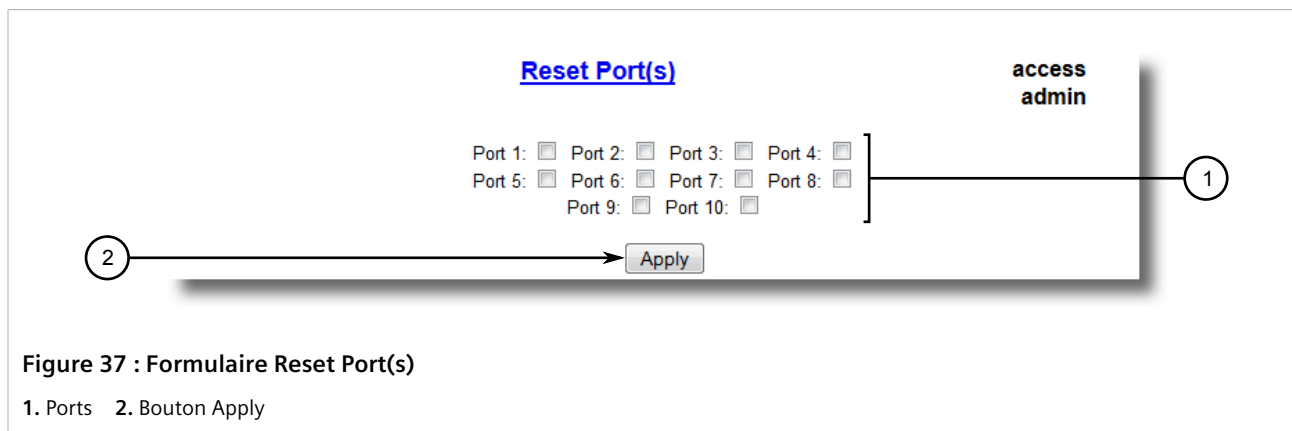 Reset Port(s)
access
admin
Port 1: Port 2: Port 3: Port 4:
Port 5: Port 6: Port 7: Port 8:
Port 9: Port 10:
1
2
Apply
Figure 37 : Formulaire Reset Port(s)
1. Ports 2. Bouton Apply